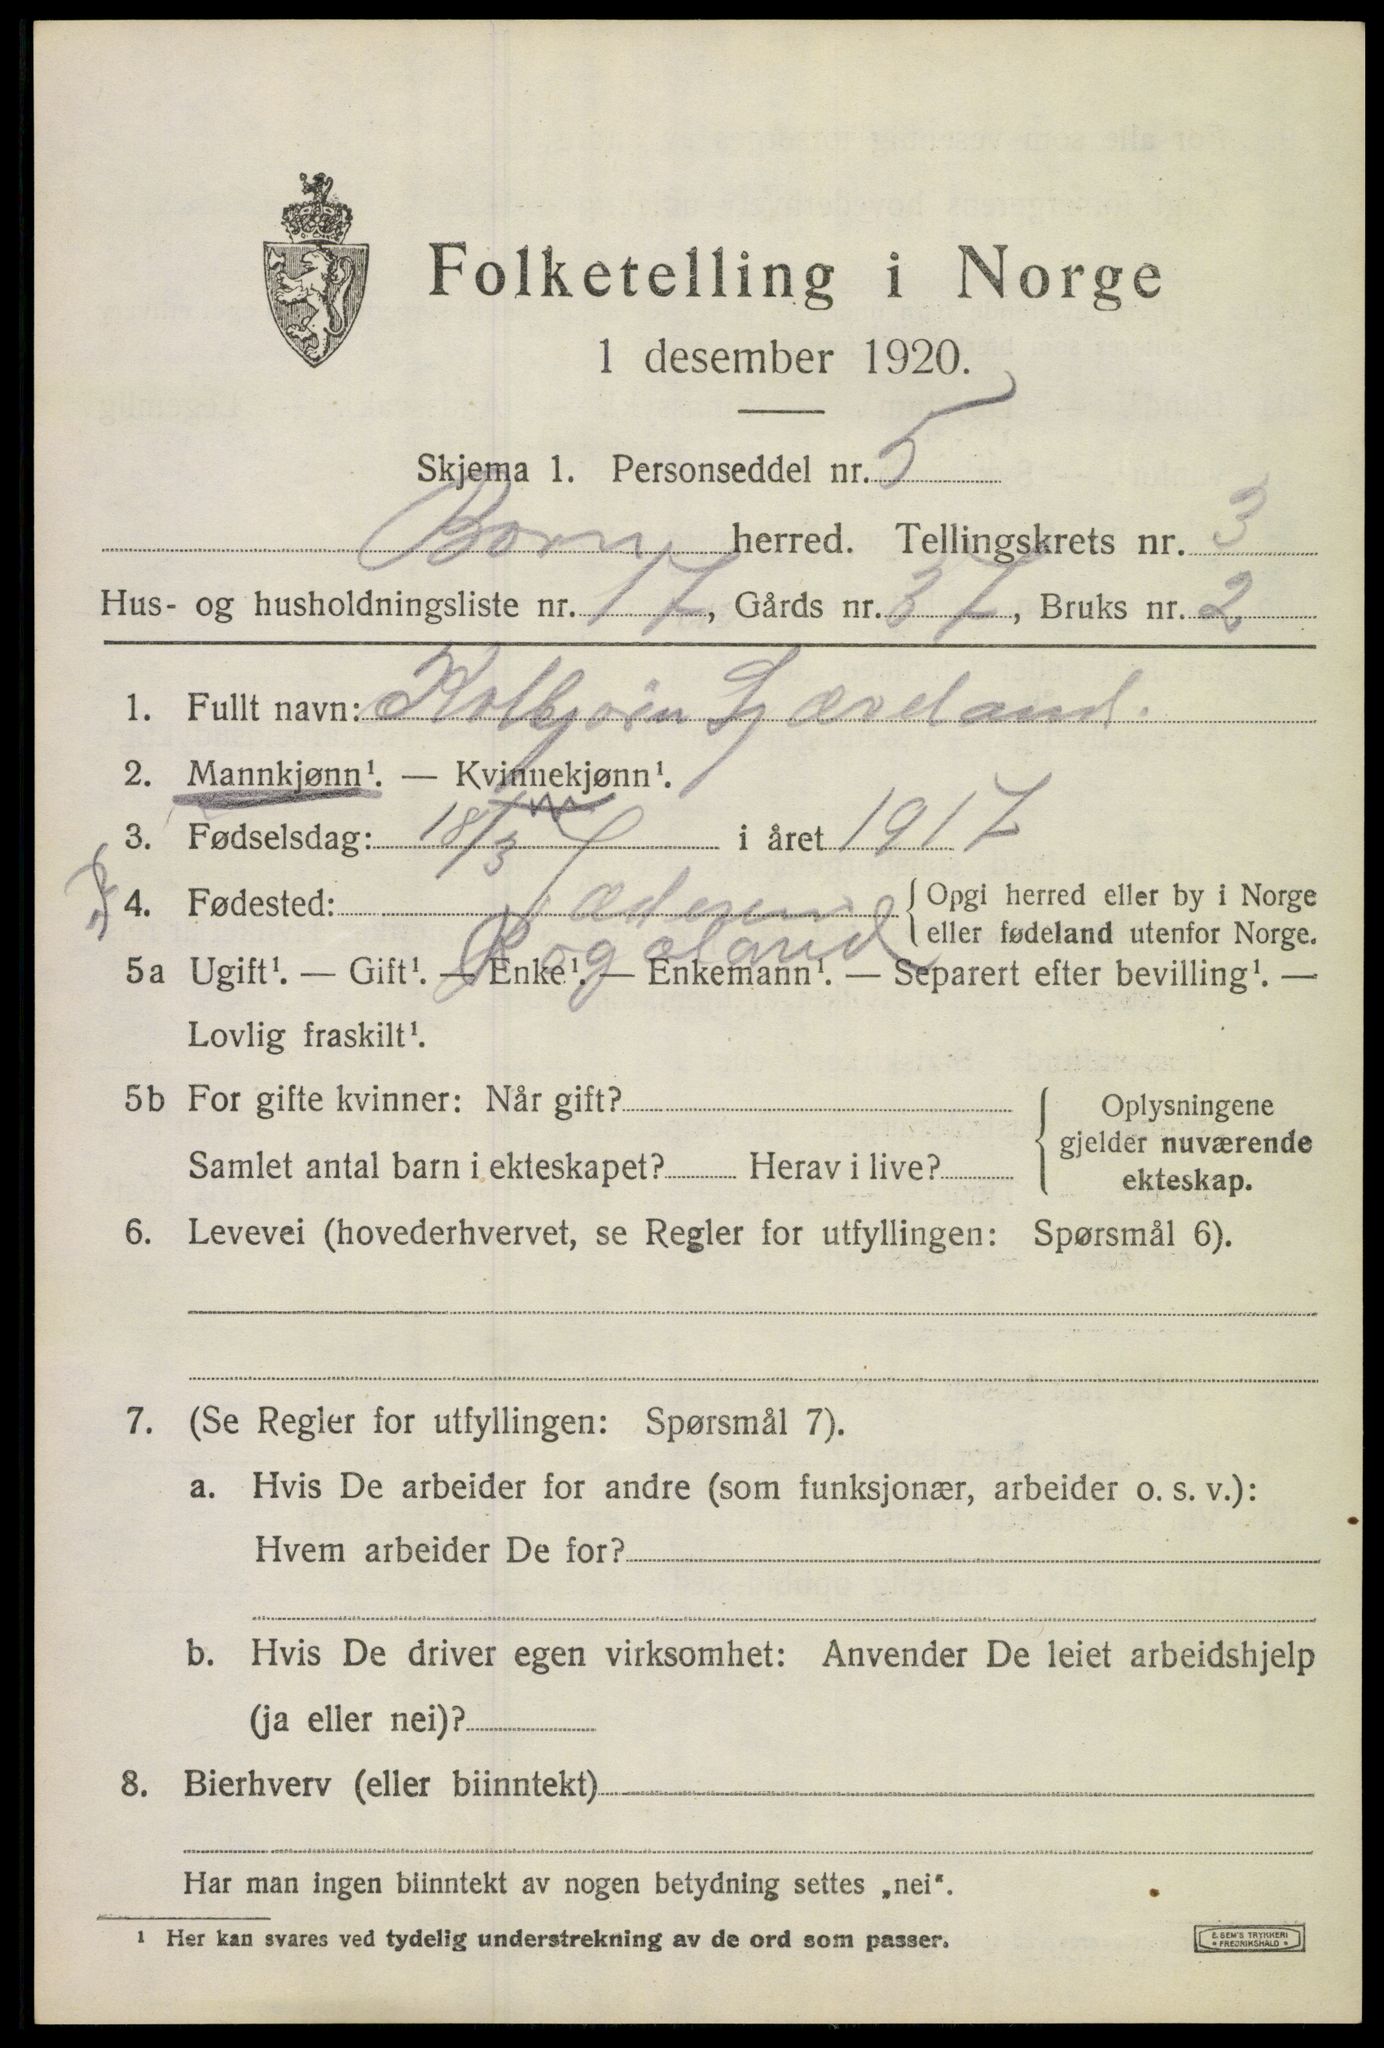 Folketelling i Norge
1 desember 1920.
Skjema 1. Personseddel nr. 5
herred. Tellingskrets nr. 3
Hus- og husholdningsliste nr. 17, Gårds nr. 37, Bruks nr. 2
1. Fullt navn: Kolbjørn
2. Mannkjønn¹. — Kvinnekjønn¹.
3. Fødselsdag: 18/3 i året 1917
4. Fødested: { Opgi herred eller by i Norge
eller fødeland utenfor Norge.
Rogaland
5a Ugift¹. — Gift¹. — Enke¹. — Enkemann¹. — Separert efter bevilling¹. —
Lovlig fraskilt¹.
5b For gifte kvinner: Når gift? { Oplysningene
gjelder nuværende
Samlet antal barn i ekteskapet? Herav i live? ekteskap.
6. Levevei (hovederhvervet, se Regler for utfyllingen: Spørsmål 6).
7. (Se Regler for utfyllingen: Spørsmål 7).
a. Hvis De arbeider for andre (som funksjonær, arbeider o. s. v.):
Hvem arbeider De for?
b. Hvis De driver egen virksomhet: Anvender De leiet arbeidshjelp
(ja eller nei)?
8. Bierhverv (eller biinntekt)
Har man ingen biinntekt av nogen betydning settes „nei".
¹ Her kan svares ved tydelig understrekning av de ord som passer.
E. SEM'S TRYKKERI
• FREDRIKSHALD •